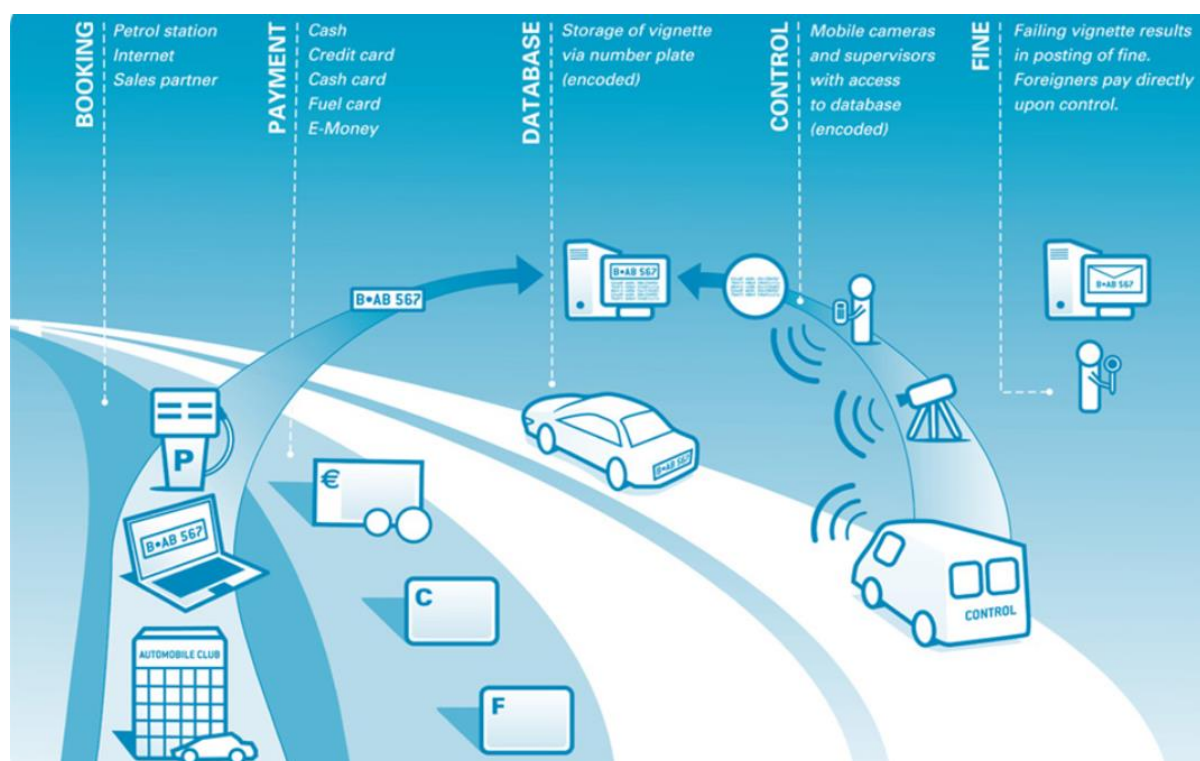 BOOKING
Petrol station
Internet
Sales partner
PAYMENT
Cash
Credit card
Cash card
Fuel card
E-Money
DATABASE
Storage of vignette
via number plate
(encoded)
CONTROL
Mobile cameras
and supervisors
with access
to database
(encoded)
FINE
Failing vignette results
in posting of fine.
Foreigners pay directly
upon control.
B•AB 567
B•AB 567
B•AB 567
P
€
B•AB 567
B•AB 567
C
CONTROL
AUTOMOBILE CLUB
F